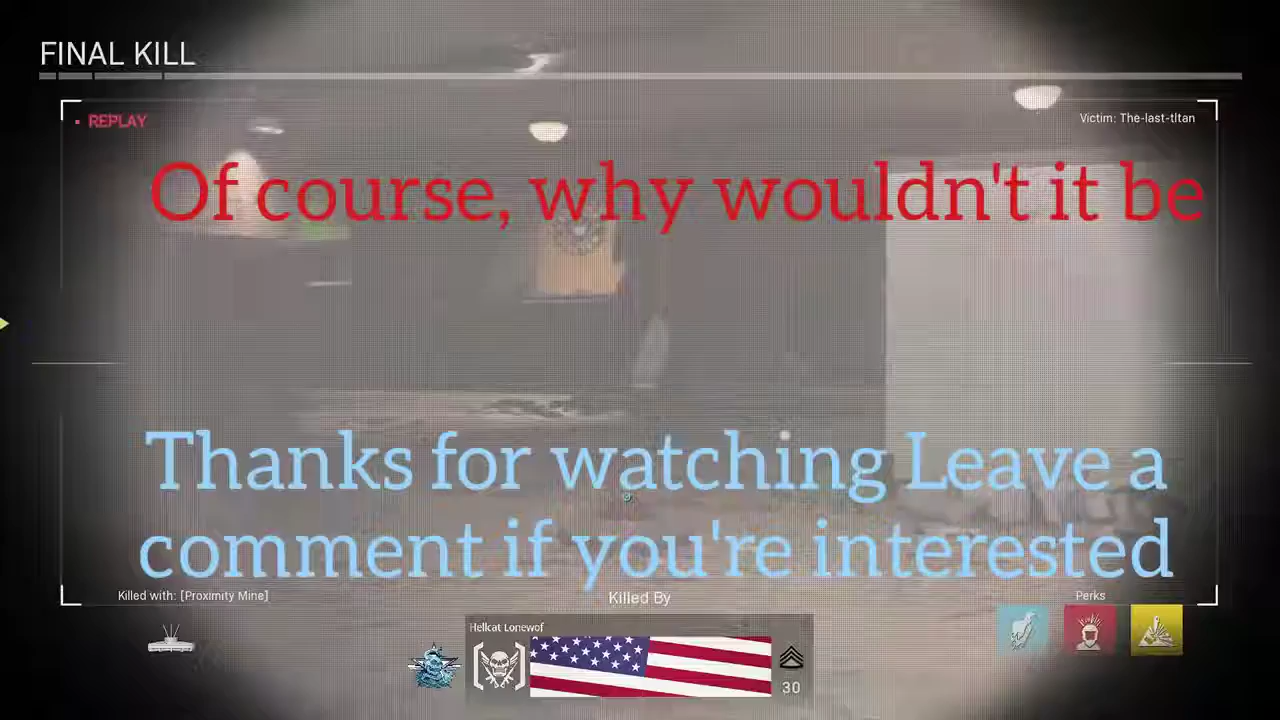 FINAL KILL
REPLAY
Victim: The-last-tItan
Of course, why wouldn't it be
Thanks for watching Leave a
comment if you're interested
Killed with: [Proximity Mine]
Killed By
Perks
Hellcat Lonewof
30